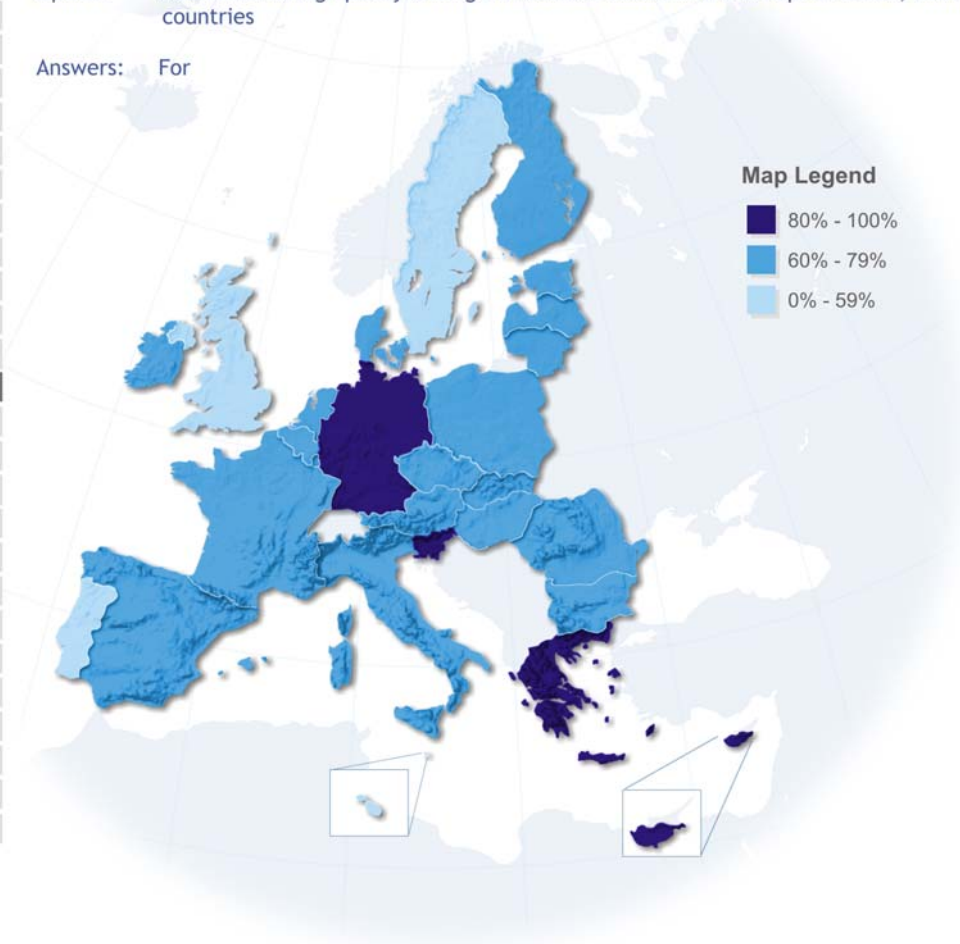 countries
Answers: For
Map Legend
80% - 100%
60% - 79%
0% - 59%